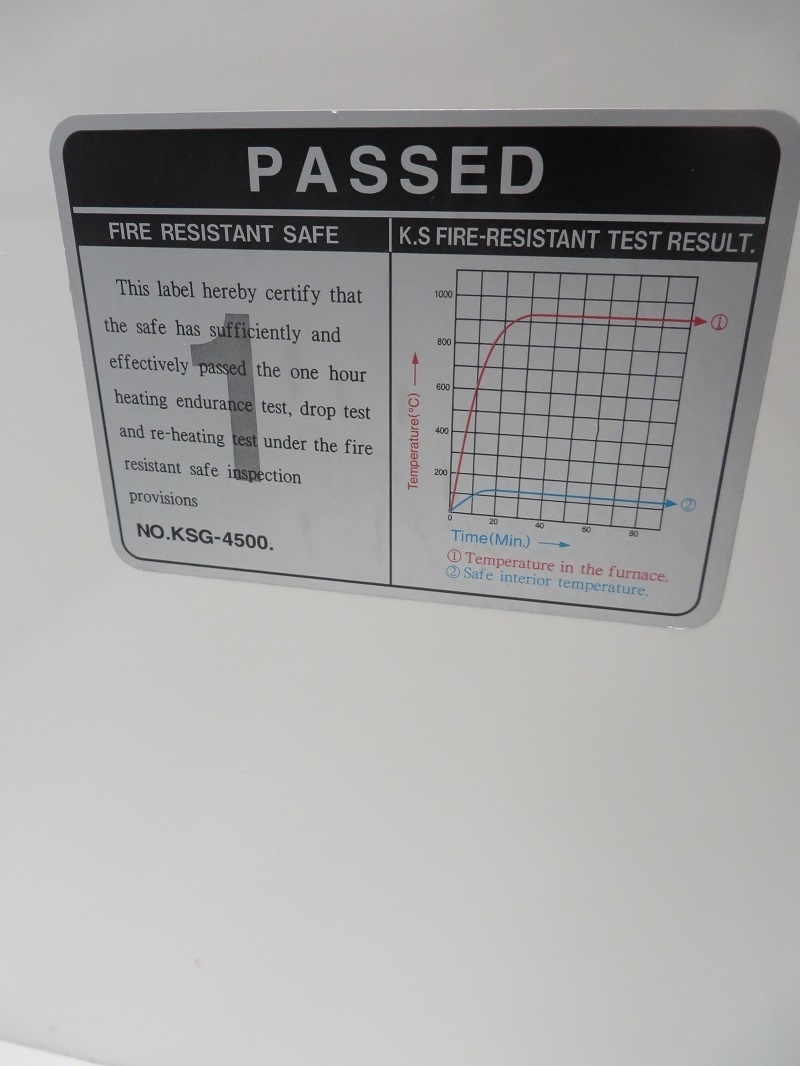 PASSED
FIRE RESISTANT SAFE
This label hereby certify that
the safe has sufficiently and
effectively passed the one hour
heating endurance test, drop test
and re-heating test under the fire
resistant safe inspection
provisions
1
NO.KSG-4500.
K.S FIRE-RESISTANT TEST RESULT.
1000
800
600
400
200
0
20
40
60
80
Temperature(°C)
Time(Min.)
①
②
① Temperature in the furnace.
② Safe interior temperature.